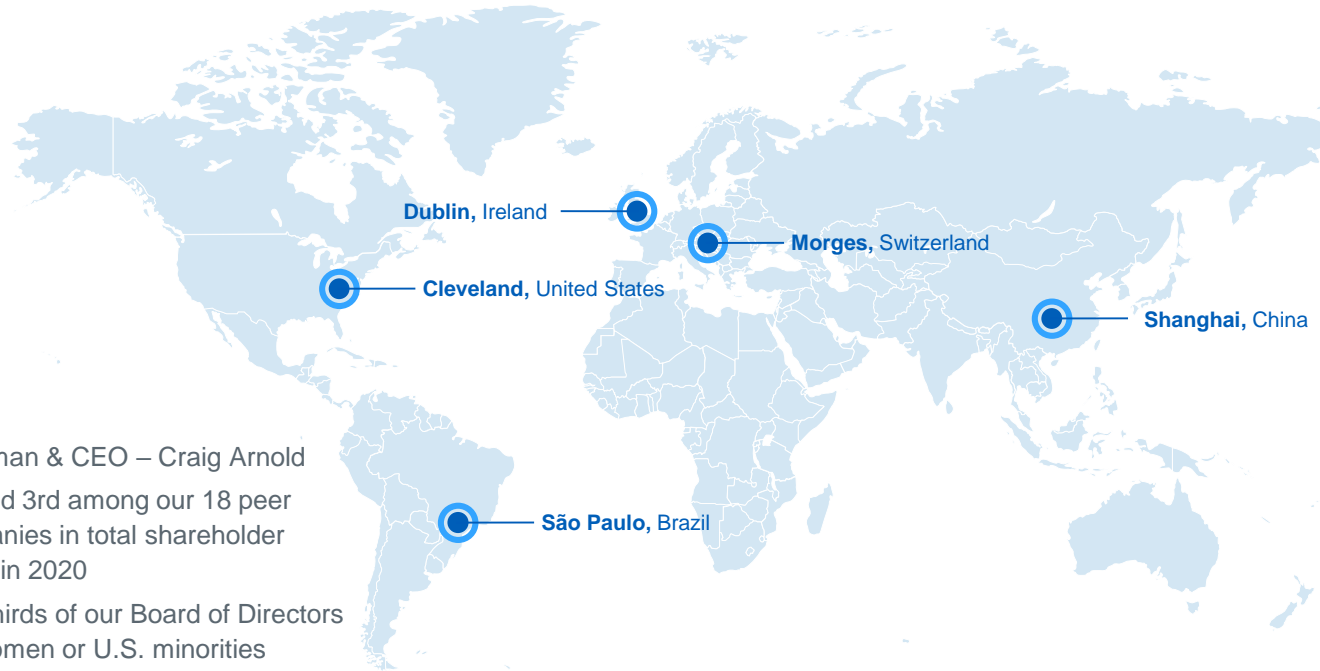 Dublin, Ireland
Morges, Switzerland
Cleveland, United States
Shanghai, China
man & CEO – Craig Arnold
d 3rd among our 18 peer
anies in total shareholder
in 2020
hirds of our Board of Directors
omen or U.S. minorities
São Paulo, Brazil